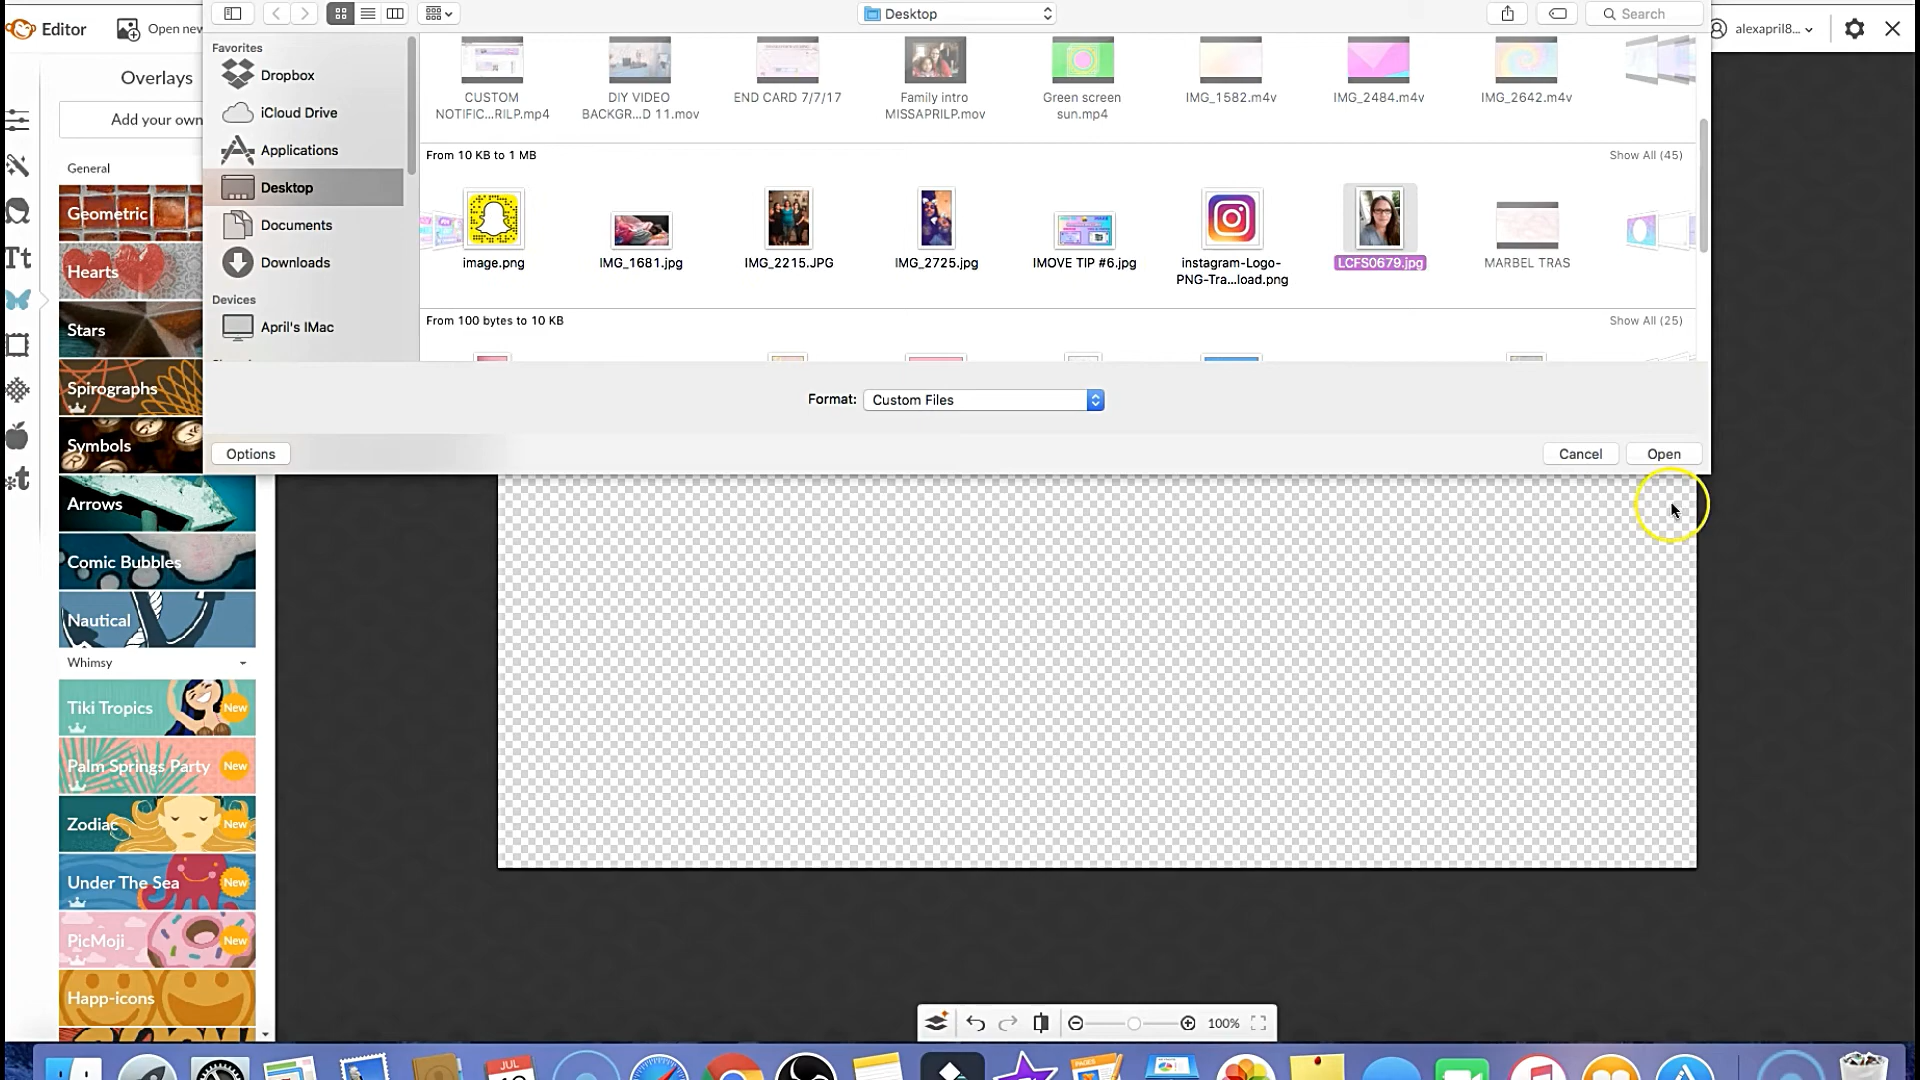 Editor
Open new
Desktop
Search
alexapril8...
Overlays
Add your own
General
Geometric
Hearts
Stars
Spirographs
Symbols
Arrows
Comic Bubbles
Nautical
Whimsy
Tiki Tropics
New
Palm Springs Party
New
Zodiac
New
Under The Sea
New
PicMoji
New
Happ-icons
Favorites
Dropbox
iCloud Drive
Applications
Desktop
Documents
Downloads
Devices
April's IMac
CUSTOM
NOTIFIC...RILP.mp4
DIY VIDEO
BACKGR...D 11.mov
END CARD 7/7/17
Family intro
MISSAPRILP.mov
Green screen
sun.mp4
IMG_1582.m4v
IMG_2484.m4v
IMG_2642.m4v
From 10 KB to 1 MB
Show All (45)
image.png
IMG_1681.jpg
IMG_2215.JPG
IMG_2725.jpg
IMOVE TIP #6.jpg
instagram-Logo-
PNG-Tra...load.png
LCFS0679.jpg
MARBEL TRAS
From 100 bytes to 10 KB
Show All (25)
Format:
Custom Files
Options
Cancel
Open
100%
JUL
PAGES